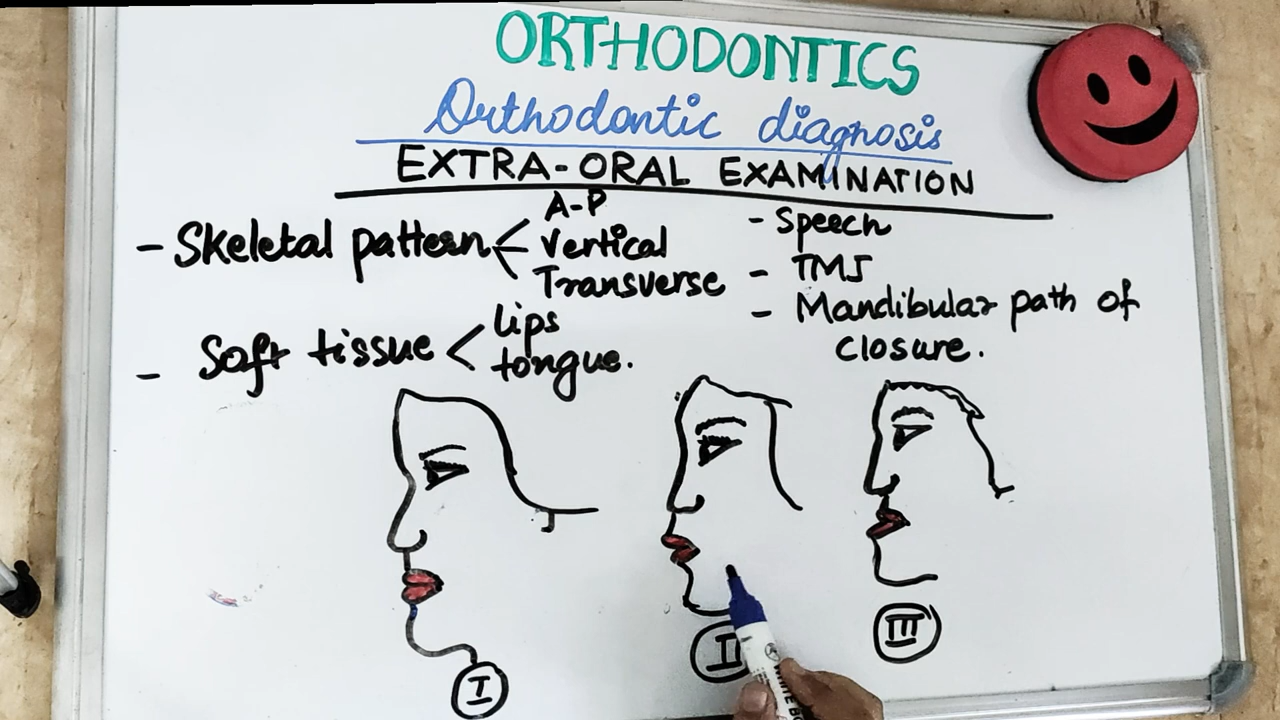 ORTHODONTICS
Orthodontic diagnosis
EXTRA-ORAL EXAMINATION
- Skeletal pattern < A-P
Vertical
Transverse
- Soft tissue < Lips
tongue.
- Speech
- TMJ
- Mandibular path of
closure.
I
II
III